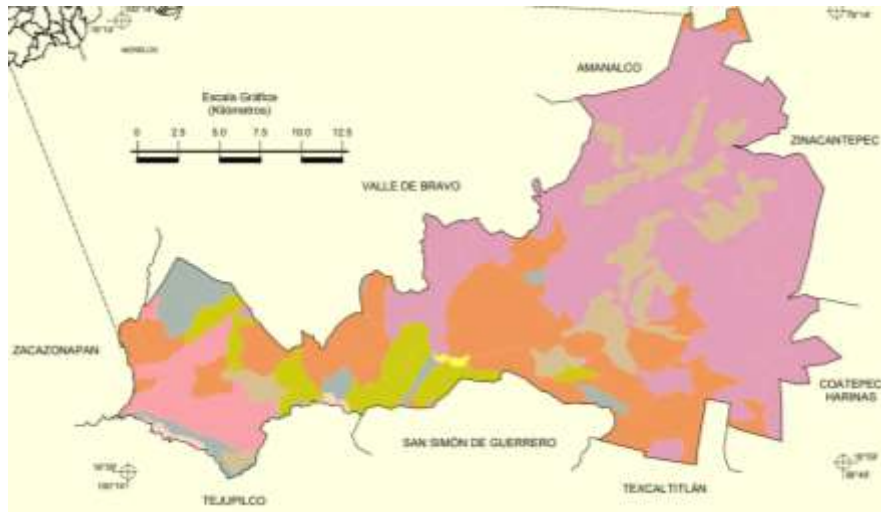 MORELOS
AMANALCO
Escala Gráfica
(Kilómetros)
0 2.5 5.0 7.5 10.0 12.5
ZINACANTEPEC
VALLE DE BRAVO
ZACAZONAPAN
COATEPEC
HARINAS
SAN SIMÓN DE GUERRERO
TEXCALTITLÁN
TEJUPILCO